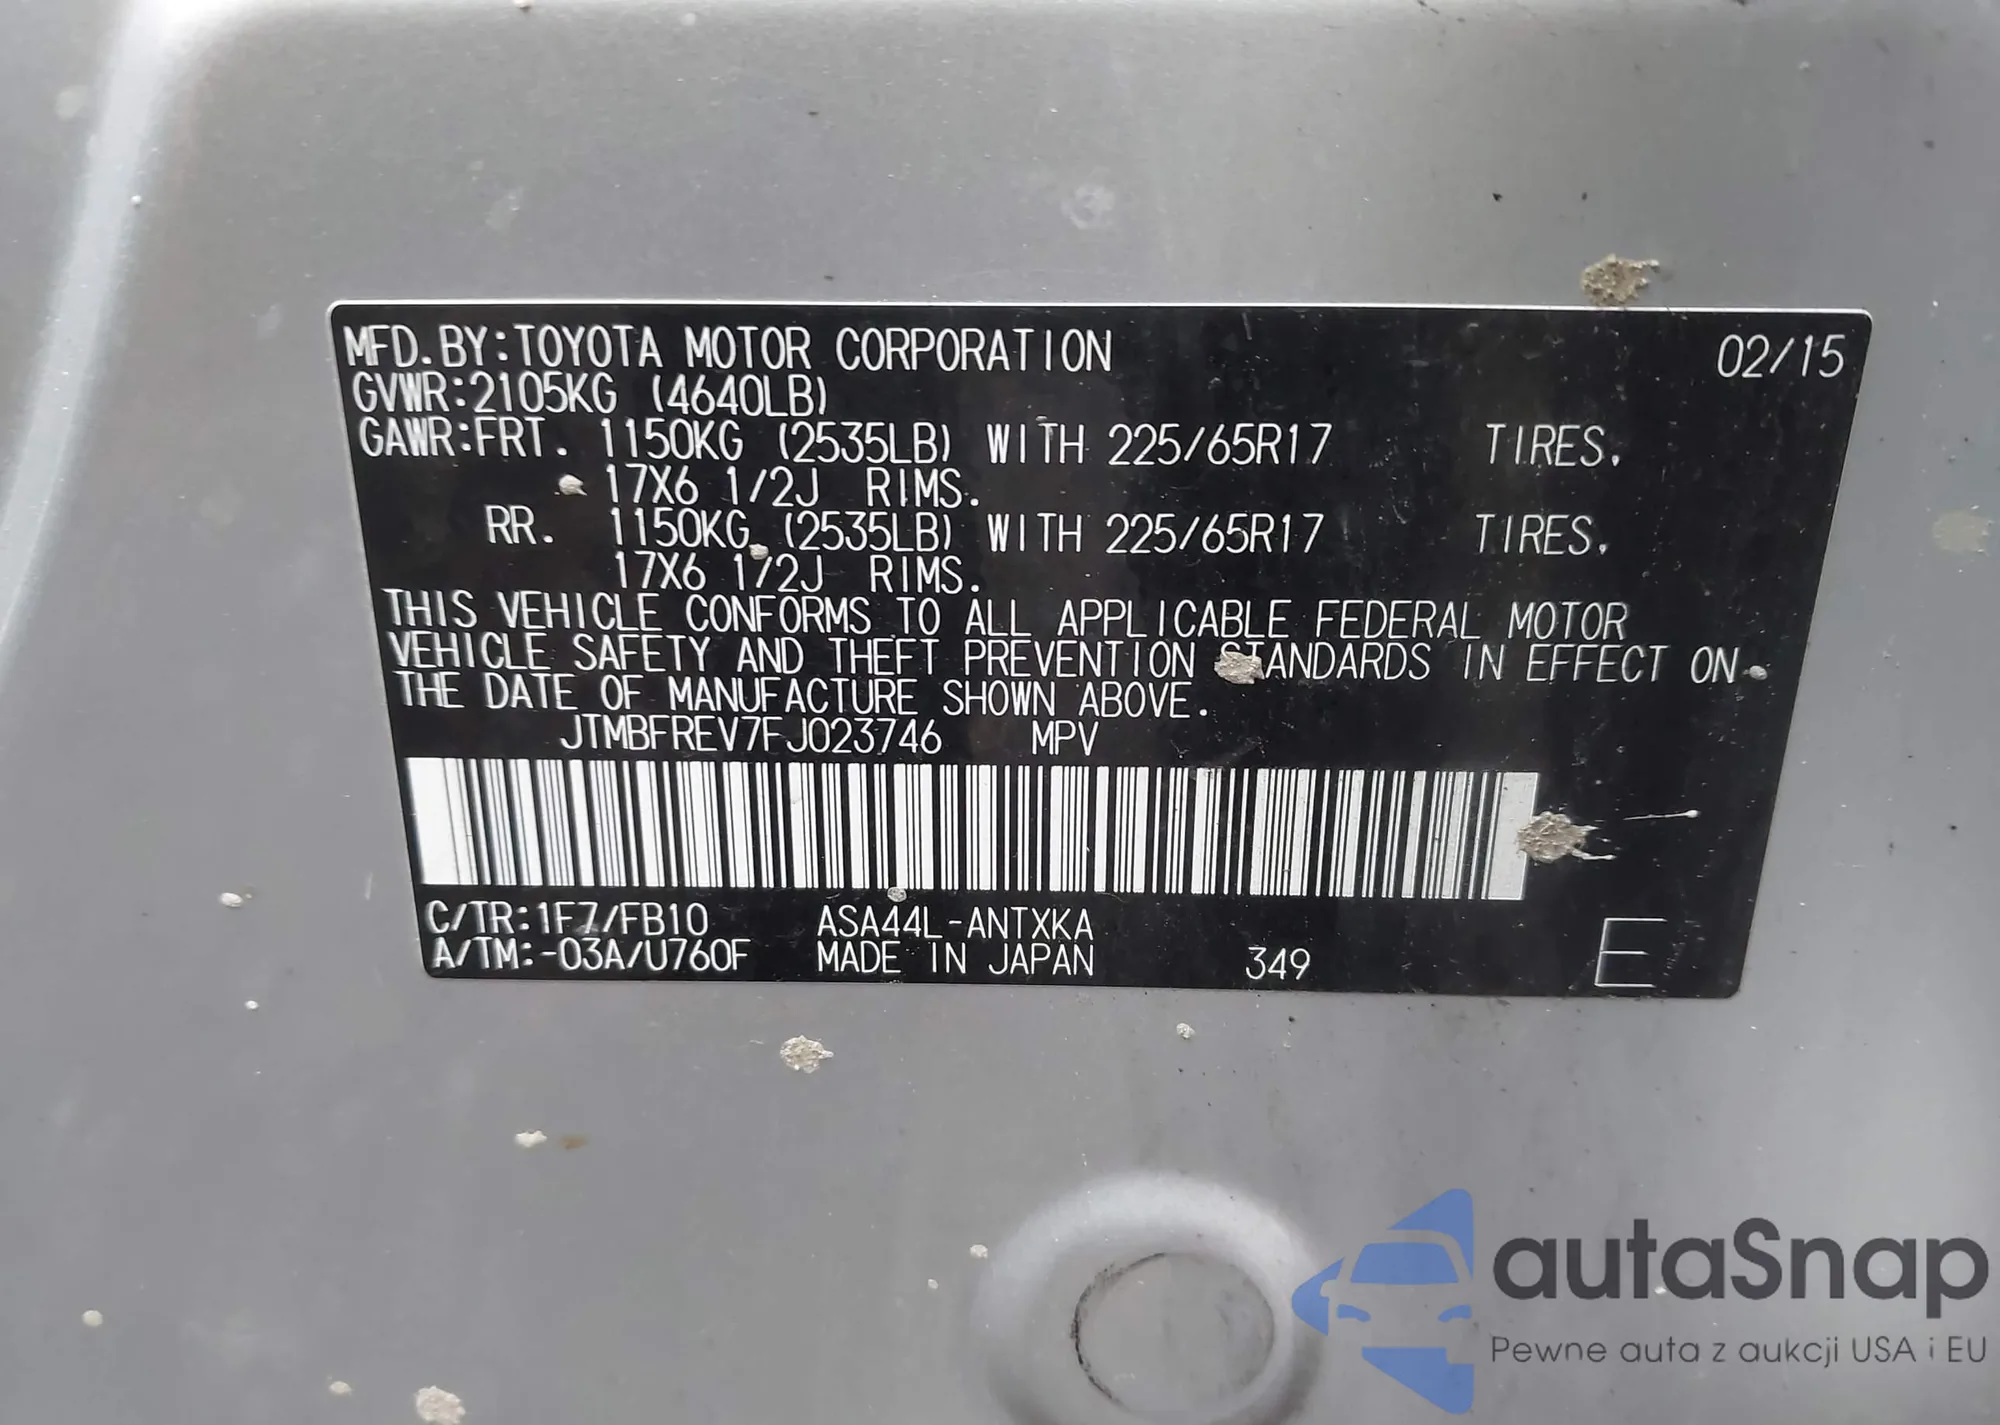 MFD.BY:TOYOTA MOTOR CORPORATION 02/15
GVWR:2105KG (4640LB)
GAWR:FRT. 1150KG (2535LB) WITH 225/65R17 TIRES.
17X6 1/2J RIMS.
RR. 1150KG (2535LB) WITH 225/65R17 TIRES.
17X6 1/2J RIMS.
THIS VEHICLE CONFORMS TO ALL APPLICABLE FEDERAL MOTOR
VEHICLE SAFETY AND THEFT PREVENTION STANDARDS IN EFFECT ON
THE DATE OF MANUFACTURE SHOWN ABOVE.
JTMBFREV7FJ023746 MPV
C/TR:1F7/FB10 ASA44L-ANTXKA
A/TM:-03A/U760F MADE IN JAPAN 349 E
autaSnap
Pewne auta z aukcji USA i EU